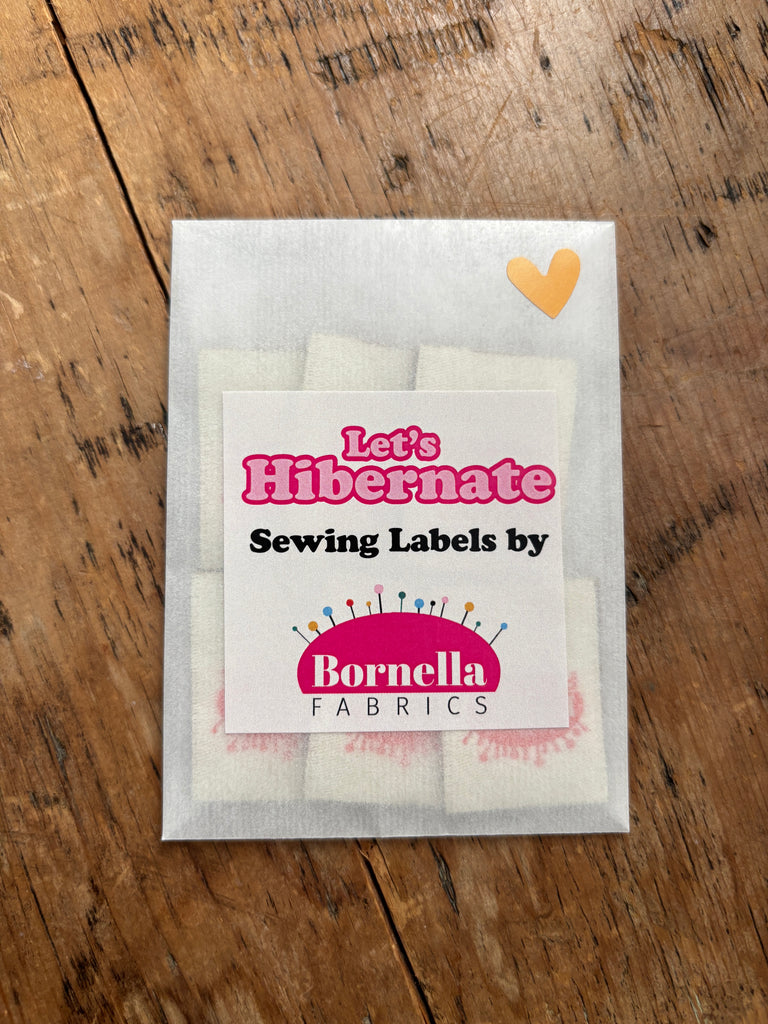 Let's
Hibernate
Sewing Labels by
Bornella
FABRICS